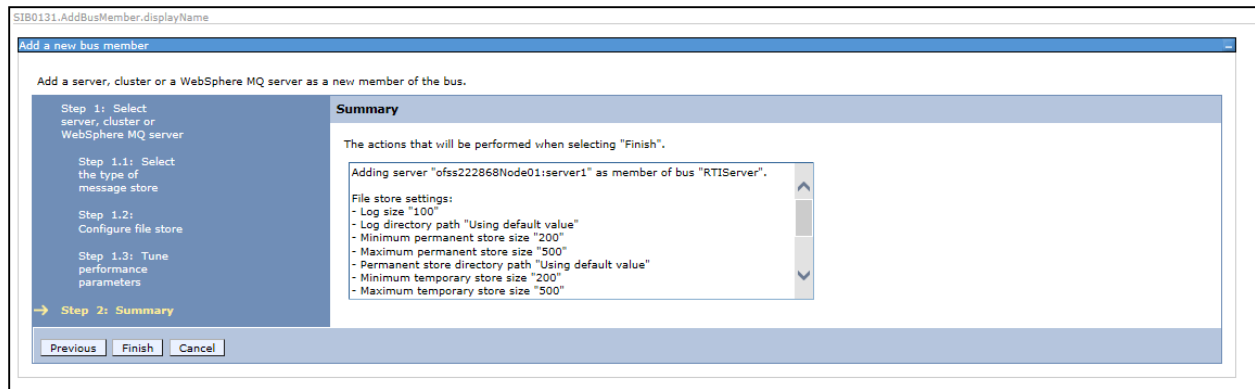 SIB0131.AddBusMember.displayName
Add a new bus member
Add a server, cluster or a WebSphere MQ server as a new member of the bus.
Step 1: Select
server, cluster or
WebSphere MQ server
Step 1.1: Select
the type of
message store
Step 1.2:
Configure file store
Step 1.3: Tune
performance
parameters
Step 2: Summary
Summary
The actions that will be performed when selecting "Finish".
Adding server "ofss222868Node01:server1" as member of bus "RTIServer".
File store settings:
- Log size "100"
- Log directory path "Using default value"
- Minimum permanent store size "200"
- Maximum permanent store size "500"
- Permanent store directory path "Using default value"
- Minimum temporary store size "200"
- Maximum temporary store size "500"
Previous Finish Cancel